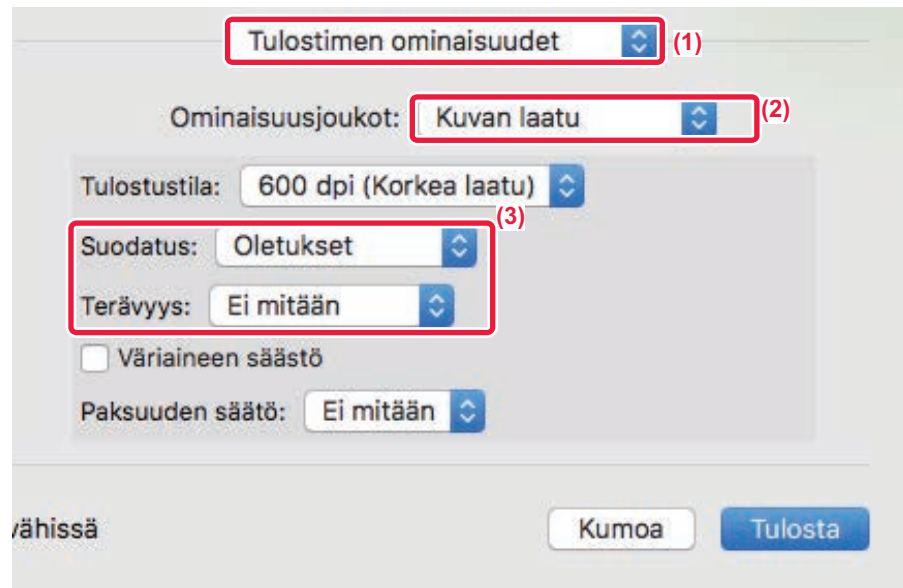 Tulostimen ominaisuudet (1)
Ominaisuusjoukot: Kuvan laatu (2)
Tulostustila: 600 dpi (Korkea laatu)
(3)
Suodatus: Oletukset
Terävyys: Ei mitään
Väriaineen säästö
Paksuuden säätö: Ei mitään
vähissä Kumoa Tulosta